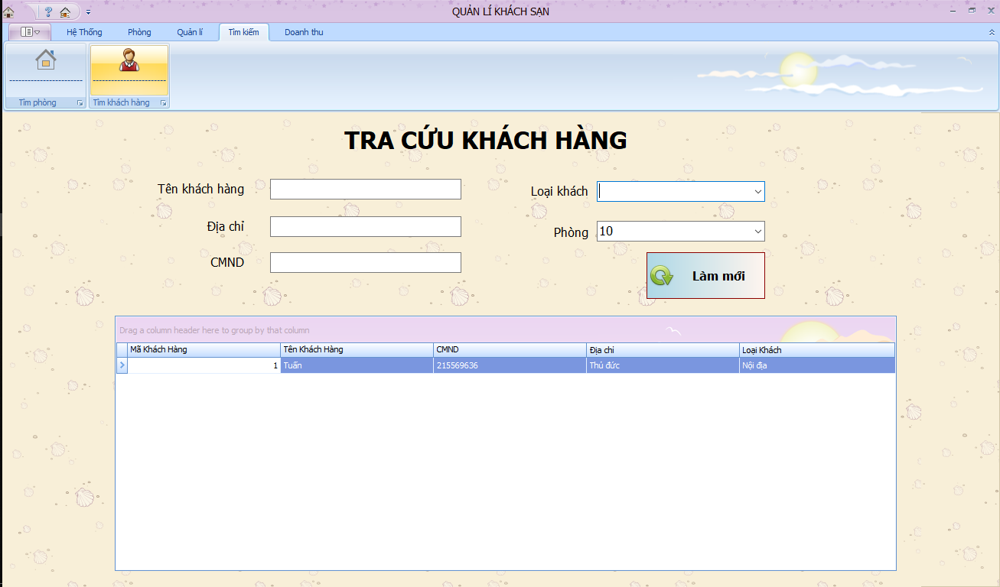 QUẢN LÍ KHÁCH SẠN
Hệ Thống Phòng Quản lí Tìm kiếm Doanh thu
Tìm phòng Tìm khách hàng
TRA CỨU KHÁCH HÀNG
Tên khách hàng Loại khách
Địa chỉ Phòng 10
CMND Làm mới
Drag a column header here to group by that column
Mã Khách Hàng Tên Khách Hàng CMND Địa chỉ Loại Khách
1 Tuấn 215569636 Thủ đức Nội địa